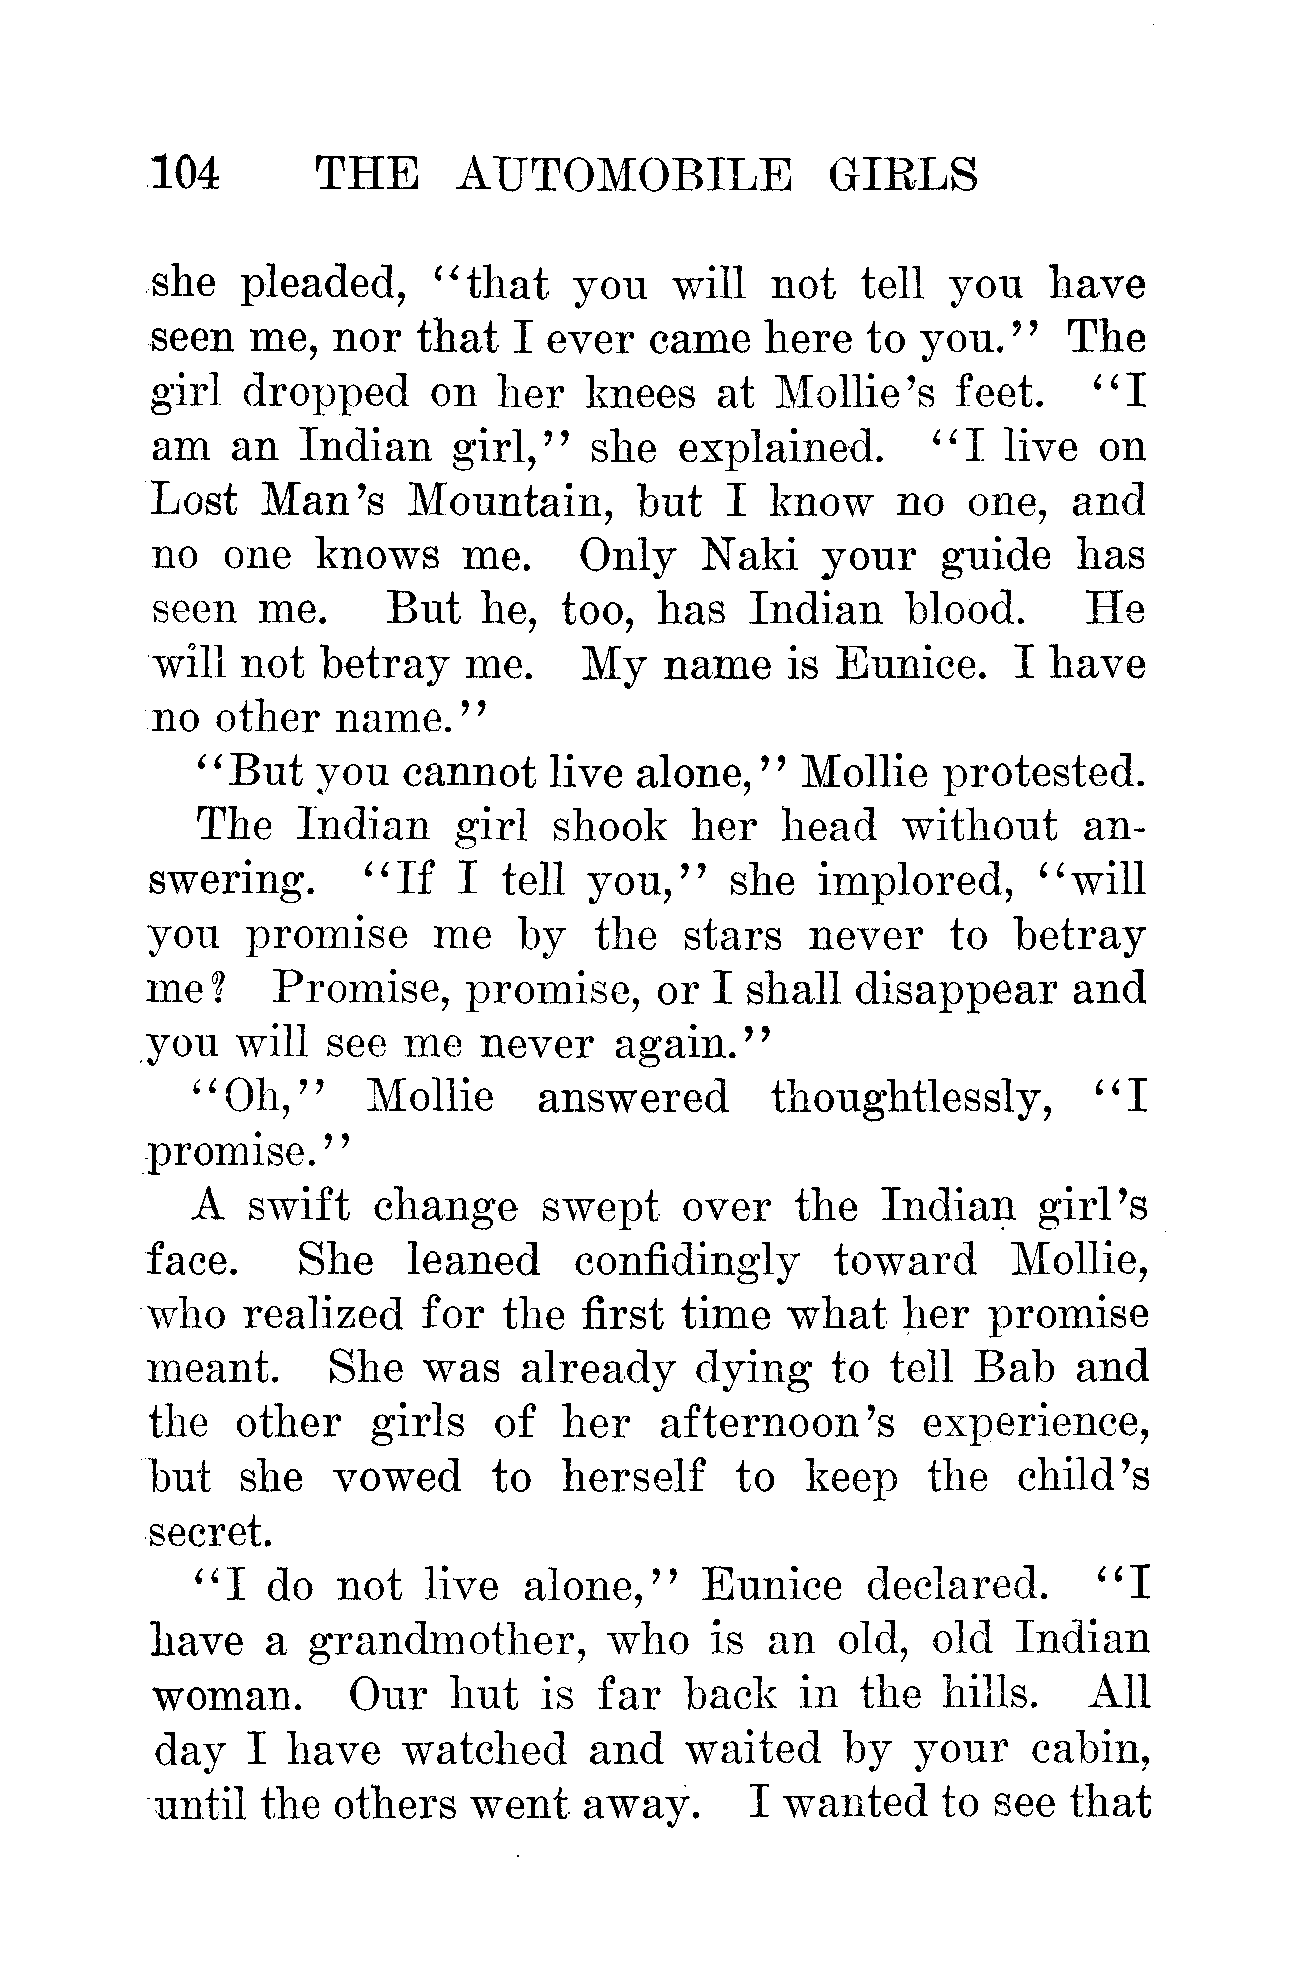 104 THE AUTOMOBILE GIRLS
she pleaded, “that you will not tell you have
seen me, nor that I ever came here to you.” The
girl dropped on her knees at Mollie’s feet. “I
am an Indian girl,” she explained. “I live on
Lost Man’s Mountain, but I know no one, and
no one knows me. Only Naki your guide has
seen me. But he, too, has Indian blood. He
will not betray me. My name is Eunice. I have
no other name.”
“But you cannot live alone,” Mollie protested.
The Indian girl shook her head without an-
swering. “If I tell you,” she implored, “will
you promise me by the stars never to betray
me? Promise, promise, or I shall disappear and
you will see me never again.”
“Oh,” Mollie answered thoughtlessly, “I
promise.”
A swift change swept over the Indian girl’s
face. She leaned confidingly toward Mollie,
who realized for the first time what her promise
meant. She was already dying to tell Bab and
the other girls of her afternoon’s experience,
but she vowed to herself to keep the child’s
secret.
“I do not live alone,” Eunice declared. “I
have a grandmother, who is an old, old Indian
woman. Our hut is far back in the hills. All
day I have watched and waited by your cabin,
until the others went away. I wanted to see that